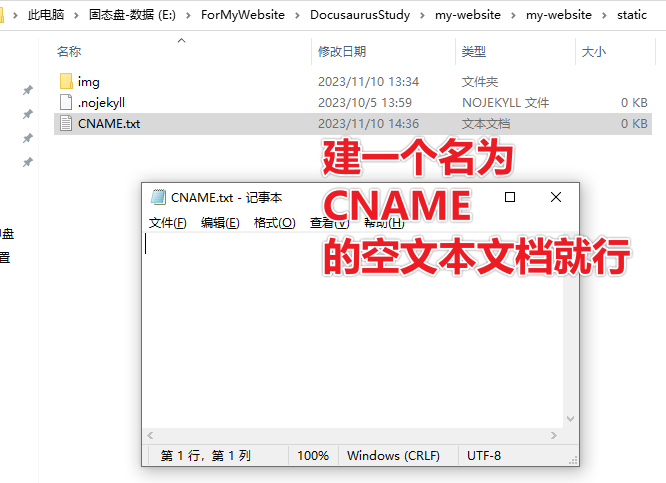 此电脑 > 固态盘-数据 (E:) > ForMyWebsite > DocusaurusStudy > my-website > my-website > static
名称 修改日期 类型 大小
img 2023/11/10 13:34 文件夹
.nojekyll 2023/10/5 13:59 NOJEKYLL 文件 0 KB
CNAME.txt 2023/11/10 14:36 文本文档 0 KB
建一个名为
CNAME
的空文本文档就行
CNAME.txt - 记事本
文件(F) 编辑(E) 格式(O) 查看(V) 帮助(H)
盘
置
第 1 行，第 1 列 100% Windows (CRLF) UTF-8